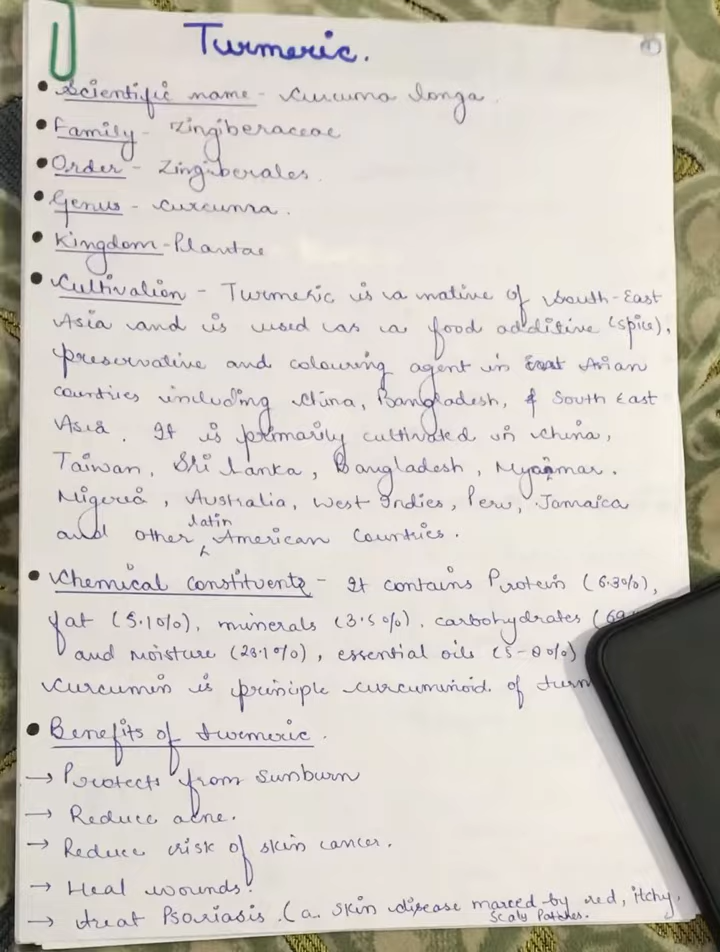 Turmeric.
• Scientific name - Curcuma longa.
• Family - Zingiberaceae
• Order - Zingiberales.
• Genus - Curcunra.
• Kingdom - Plantae
• Cultivation - Turmeric is a native of South-East
Asia and is used as a food additive (spice),
preservative and colouring agent in Asian
countries including China, Bangladesh, & South East
Asia. It is primarily cultivated in China,
Taiwan, Sri lanka, Bangladesh, Myanmar.
Nigeria, Australia, West Indies, Peru, Jamaica
and other latin American Countries.
• Chemical constituents - It contains Protein (6.3%),
fat (5.1%), minerals (3.5%), carbohydrates (69
and moisture (23.1%), essential oils
Curcumin is principle curcuminoid of turm
• Benefits of turmeric.
→ Protects from sunburn
→ Reduce acne.
→ Reduce risk of skin cancer.
→ Heal wounds.
→ treat Psoriasis. (a skin disease marced by red, itchy,
scaly Patches.